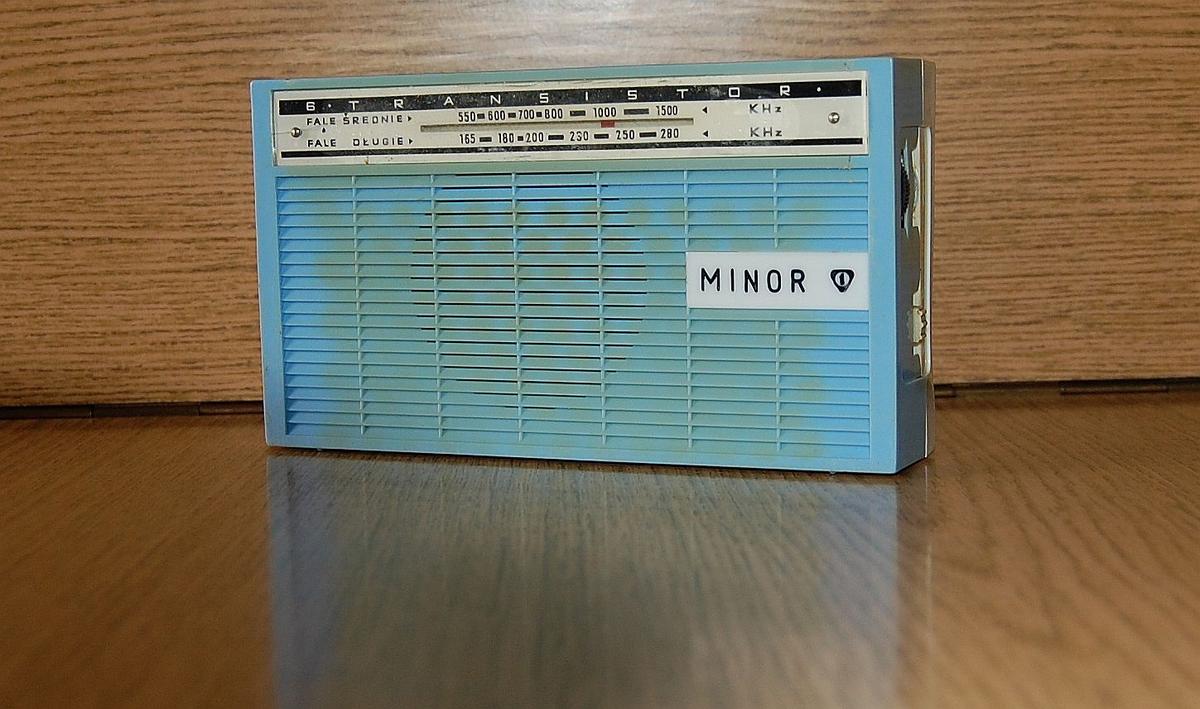 6 · TRANSISTOR ·
FALE ŚREDNIE 550 600 700 800 1000 1500 KHz
FALE DŁUGIE 165 180 200 230 250 280 KHz
MINOR